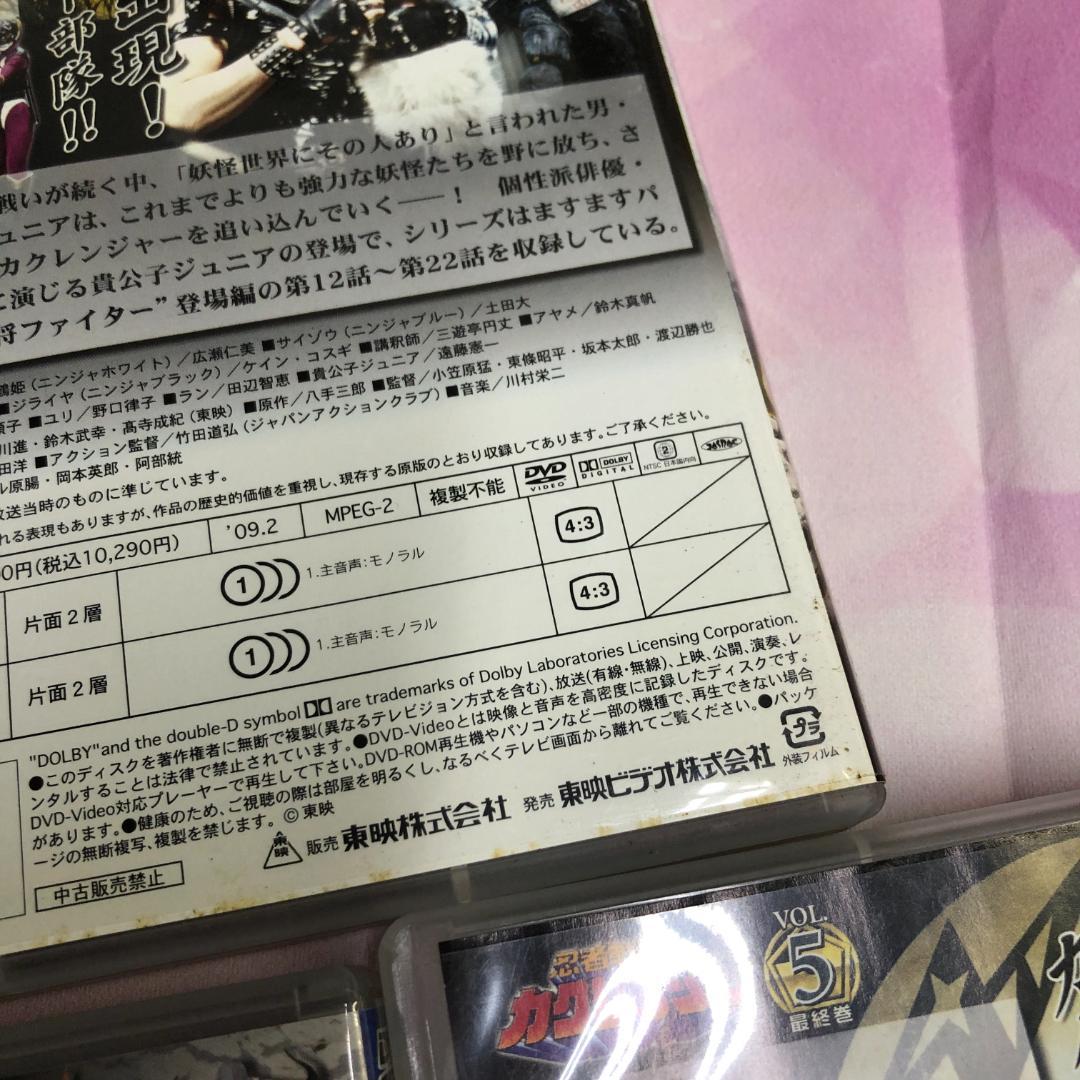 出現!
部隊!!
戦いが続く中、「妖怪世界にその人あり」と言われた男・
ュニアは、これまでよりも強力な妖怪たちを野に放ち、さ
カクレンジャーを追い込んでいく――! 個性派俳優・
に演じる貴公子ジュニアの登場で、シリーズはますますパ
将ファイター"登場編の第12話〜第22話を収録している。
鶴姫(ニンジャホワイト)/広瀬仁美 ■サイゾウ(ニンジャブルー)/土田大
■ジライヤ(ニンジャブラック)/ケイン・コスギ ■講釈師/三遊亭円丈 ■アヤメ/鈴木真帆
■ユリ/野口律子 ■ラン/田辺智恵 ■貴公子ジュニア/遠藤憲一
川進・鈴木武幸・髙寺成紀(東映) ■原作/八手三郎 ■監督/小笠原猛・東條昭平・坂本太郎・渡辺勝也
田洋 ■アクション監督/竹田道弘(ジャパンアクションクラブ) ■音楽/川村栄二
ル原腸・岡本英郎・阿部統
放送当時のものに準じています。
れる表現もありますが、作品の歴史的価値を重視し、現存する原版のとおり収録してあります。ご了承ください。
0円(税込10,290円) '09.2 MPEG-2 複製不能 DVD VIDEO DOLBY DIGITAL 2 NTSC 日本国内向
片面2層 1 1.主音声:モノラル 4:3
片面2層 1 1.主音声:モノラル 4:3
"DOLBY"and the double-D symbol are trademarks of Dolby Laboratories Licensing Corporation.
●このディスクを著作権者に無断で複製(異なるテレビジョン方式を含む)、放送(有線・無線)、上映、公開、演奏、レ
ンタルすることは法律で禁止されています。●DVD-Videoとは映像と音声を高密度に記録したディスクです。
DVD-Video対応プレーヤーで再生して下さい。DVD-ROM再生機やパソコンなど一部の機種で、再生できない場合
があります。●健康のため、ご視聴の際は部屋を明るくし、なるべくテレビ画面から離れてご覧ください。●パッケ
ージの無断複写、複製を禁じます。 ©東映
プラ
外装フィルム
東映 販売 東映株式会社 発売 東映ビデオ株式会社
中古販売禁止
VOL.
5
最終巻
忍者
カクレンジャー